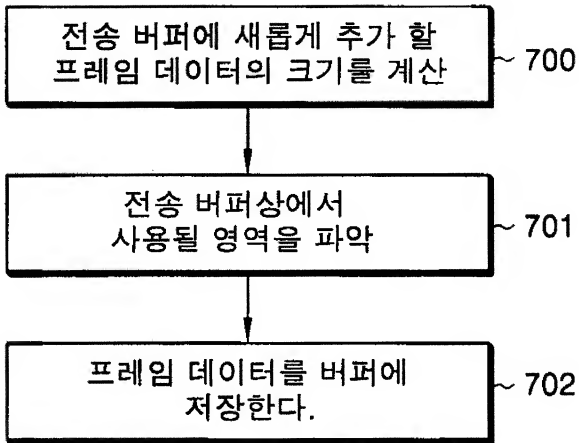 전송 버퍼에 새롭게 추가 할
프레임 데이터의 크기를 계산
700
전송 버퍼상에서
사용될 영역을 파악
701
프레임 데이터를 버퍼에
저장한다.
702